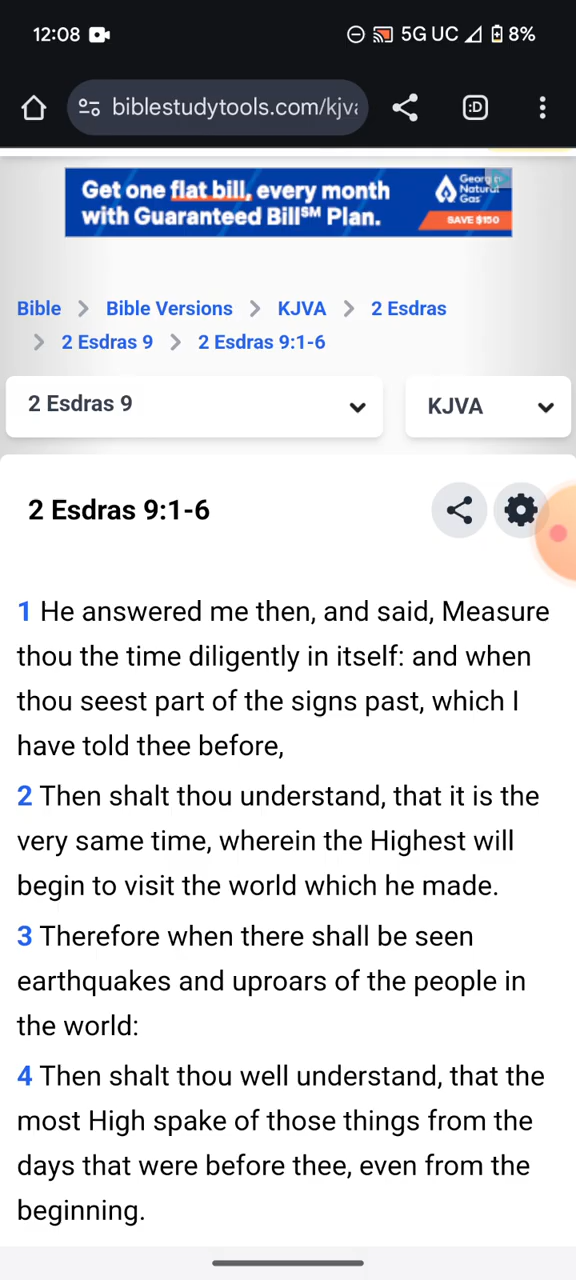 12:08 5G UC 8%
biblestudytools.com/kjva
:D
Get one flat bill, every month
with Guaranteed Bill℠ Plan.
Natural
Gas
SAVE $150
Bible > Bible Versions > KJVA > 2 Esdras
> 2 Esdras 9 > 2 Esdras 9:1-6
2 Esdras 9
KJVA
2 Esdras 9:1-6
1 He answered me then, and said, Measure
thou the time diligently in itself: and when
thou seest part of the signs past, which I
have told thee before,
2 Then shalt thou understand, that it is the
very same time, wherein the Highest will
begin to visit the world which he made.
3 Therefore when there shall be seen
earthquakes and uproars of the people in
the world:
4 Then shalt thou well understand, that the
most High spake of those things from the
days that were before thee, even from the
beginning.